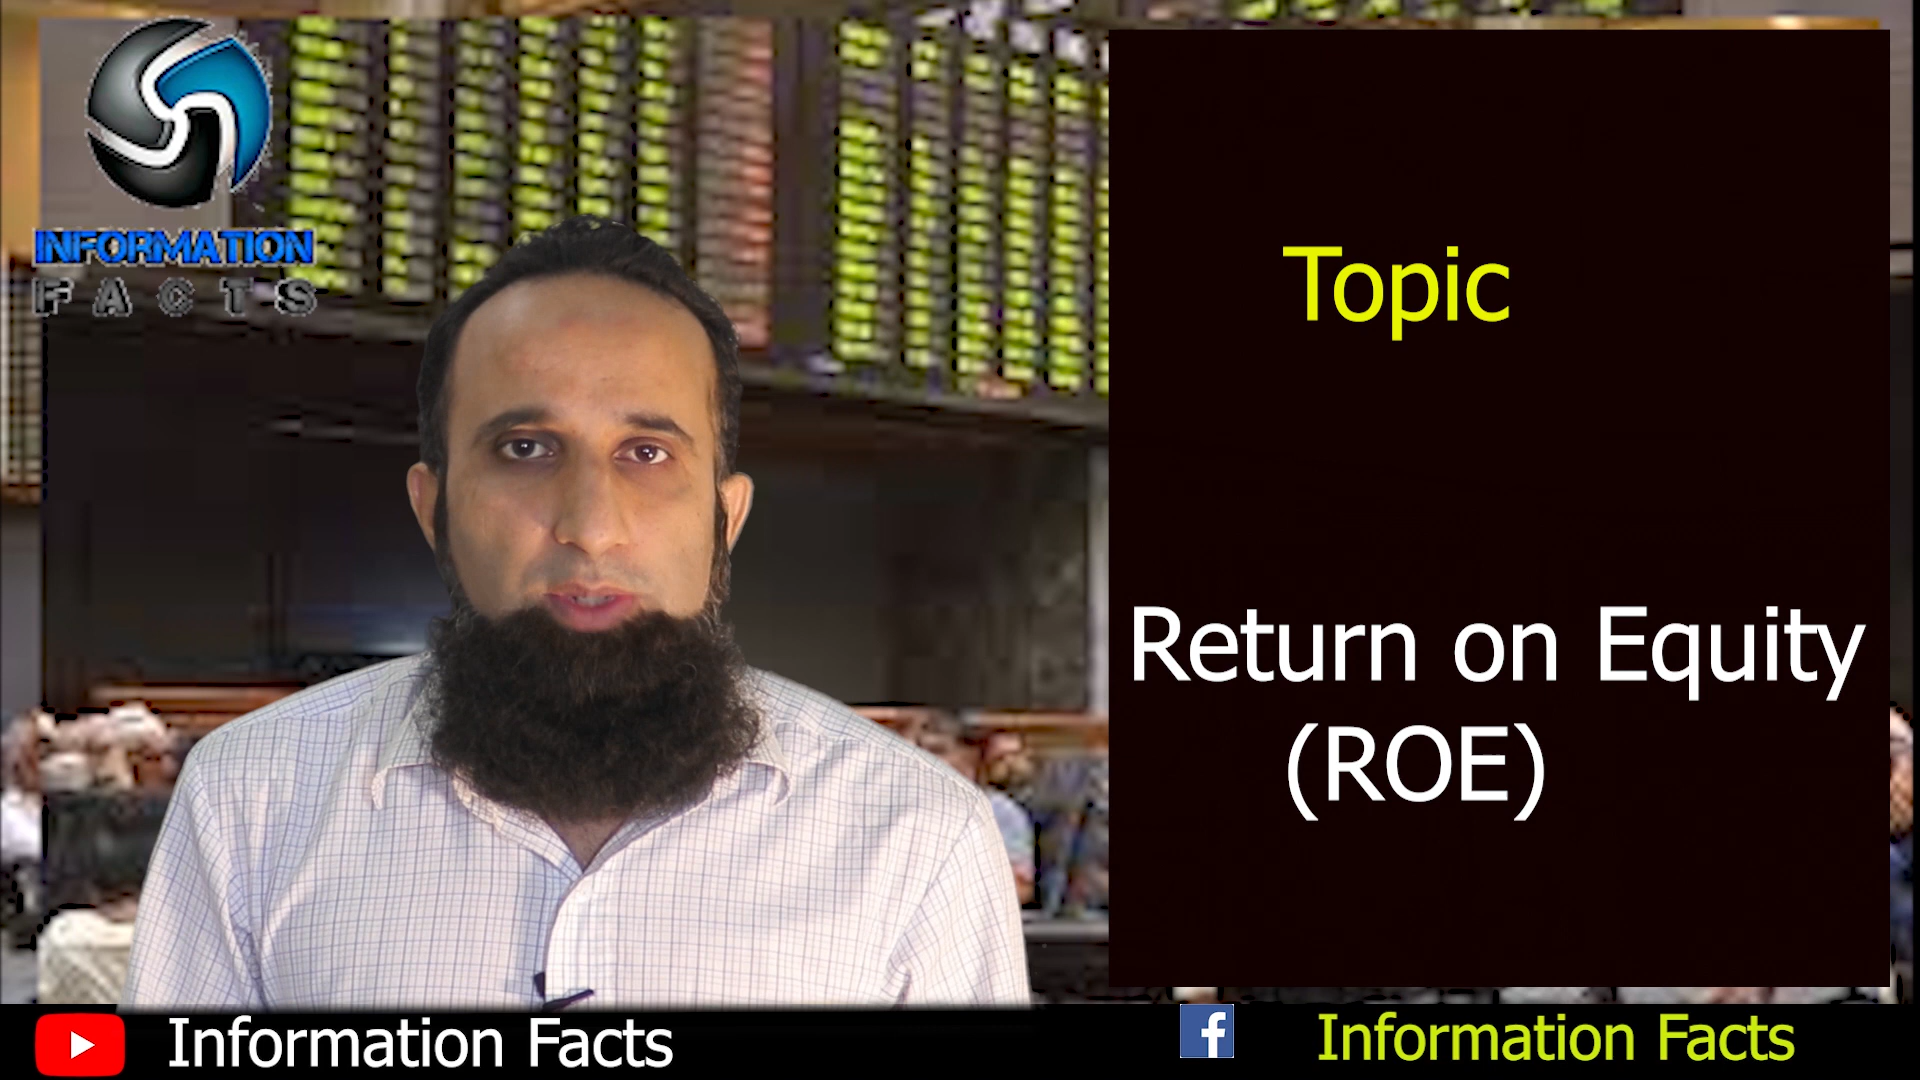 INFORMATION
FACTS
Topic
Return on Equity
(ROE)
Information Facts
Information Facts